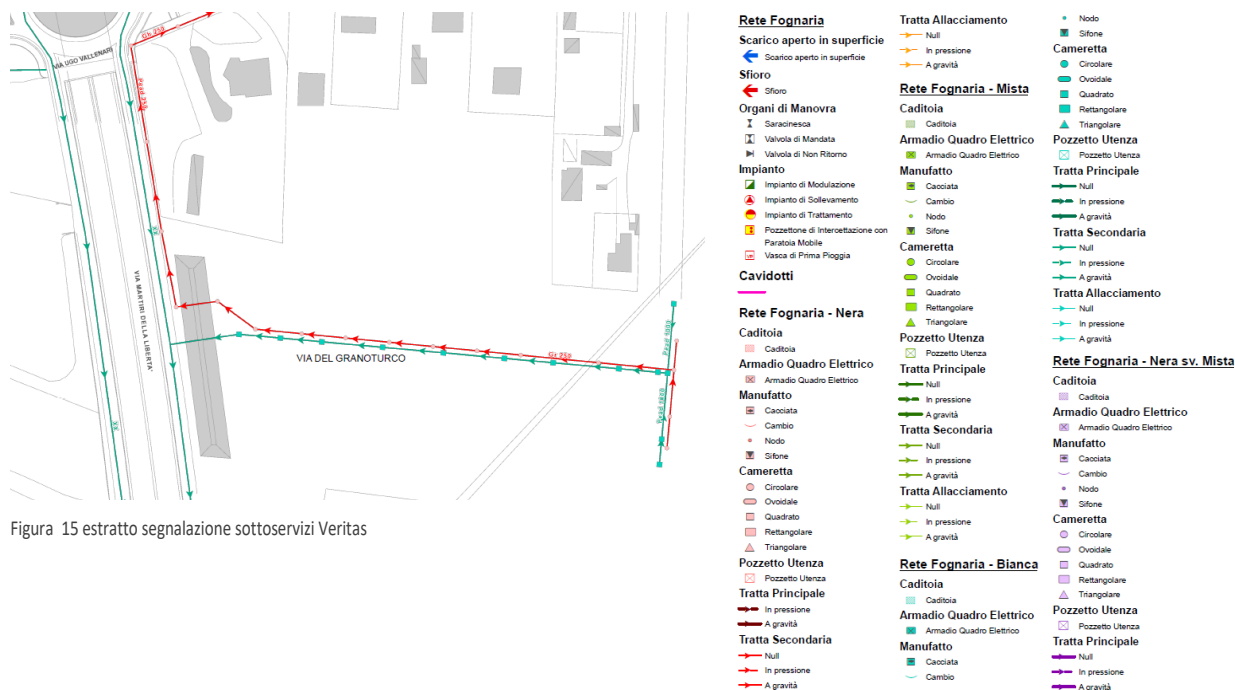 Gh 250
VIA UGO VALLENARI
Pead 250
XX
VIA MARTIRI DELLA LIBERTA'
XX
VIA DEL GRANOTURCO
Gt 250
Figura 15 estratto segnalazione sottoservizi Veritas
Rete Fognaria
Scarico aperto in superficie
Scarico aperto in superficie
Sfioro
Sfioro
Organi di Manovra
Saracinesca
Valvola di Mandata
Valvola di Non Ritorno
Impianto
Impianto di Modulazione
Impianto di Sollevamento
Impianto di Trattamento
Pozzettone di Intercettazione con
Paratoia Mobile
Vasca di Prima Pioggia
Cavidotti
Rete Fognaria - Nera
Caditoia
Caditoia
Armadio Quadro Elettrico
Armadio Quadro Elettrico
Manufatto
Cacciata
Cambio
Nodo
Sifone
Cameretta
Circolare
Ovoidale
Quadrato
Rettangolare
Triangolare
Pozzetto Utenza
Pozzetto Utenza
Tratta Principale
In pressione
A gravità
Tratta Secondaria
Null
In pressione
A gravità
Tratta Allacciamento
Null
In pressione
A gravità
Rete Fognaria - Mista
Caditoia
Caditoia
Armadio Quadro Elettrico
Armadio Quadro Elettrico
Manufatto
Cacciata
Cambio
Nodo
Sifone
Cameretta
Circolare
Ovoidale
Quadrato
Rettangolare
Triangolare
Pozzetto Utenza
Pozzetto Utenza
Tratta Principale
Null
In pressione
A gravità
Tratta Secondaria
Null
In pressione
A gravità
Tratta Allacciamento
Null
In pressione
A gravità
Rete Fognaria - Bianca
Caditoia
Caditoia
Armadio Quadro Elettrico
Armadio Quadro Elettrico
Manufatto
Cacciata
Cambio
Nodo
Sifone
Cameretta
Circolare
Ovoidale
Quadrato
Rettangolare
Triangolare
Pozzetto Utenza
Pozzetto Utenza
Tratta Principale
Null
In pressione
A gravità
Tratta Secondaria
Null
In pressione
A gravità
Tratta Allacciamento
Null
In pressione
A gravità
Rete Fognaria - Nera sv. Mista
Caditoia
Caditoia
Armadio Quadro Elettrico
Armadio Quadro Elettrico
Manufatto
Cacciata
Cambio
Nodo
Sifone
Cameretta
Circolare
Ovoidale
Quadrato
Rettangolare
Triangolare
Pozzetto Utenza
Pozzetto Utenza
Tratta Principale
Null
In pressione
A gravità